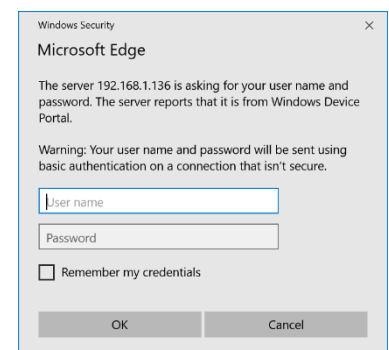 Windows Security
Microsoft Edge
The server 192.168.1.136 is asking for your user name and
password. The server reports that it is from Windows Device
Portal.
Warning: Your user name and password will be sent using
basic authentication on a connection that isn't secure.
User name
Password
Remember my credentials
OK
Cancel